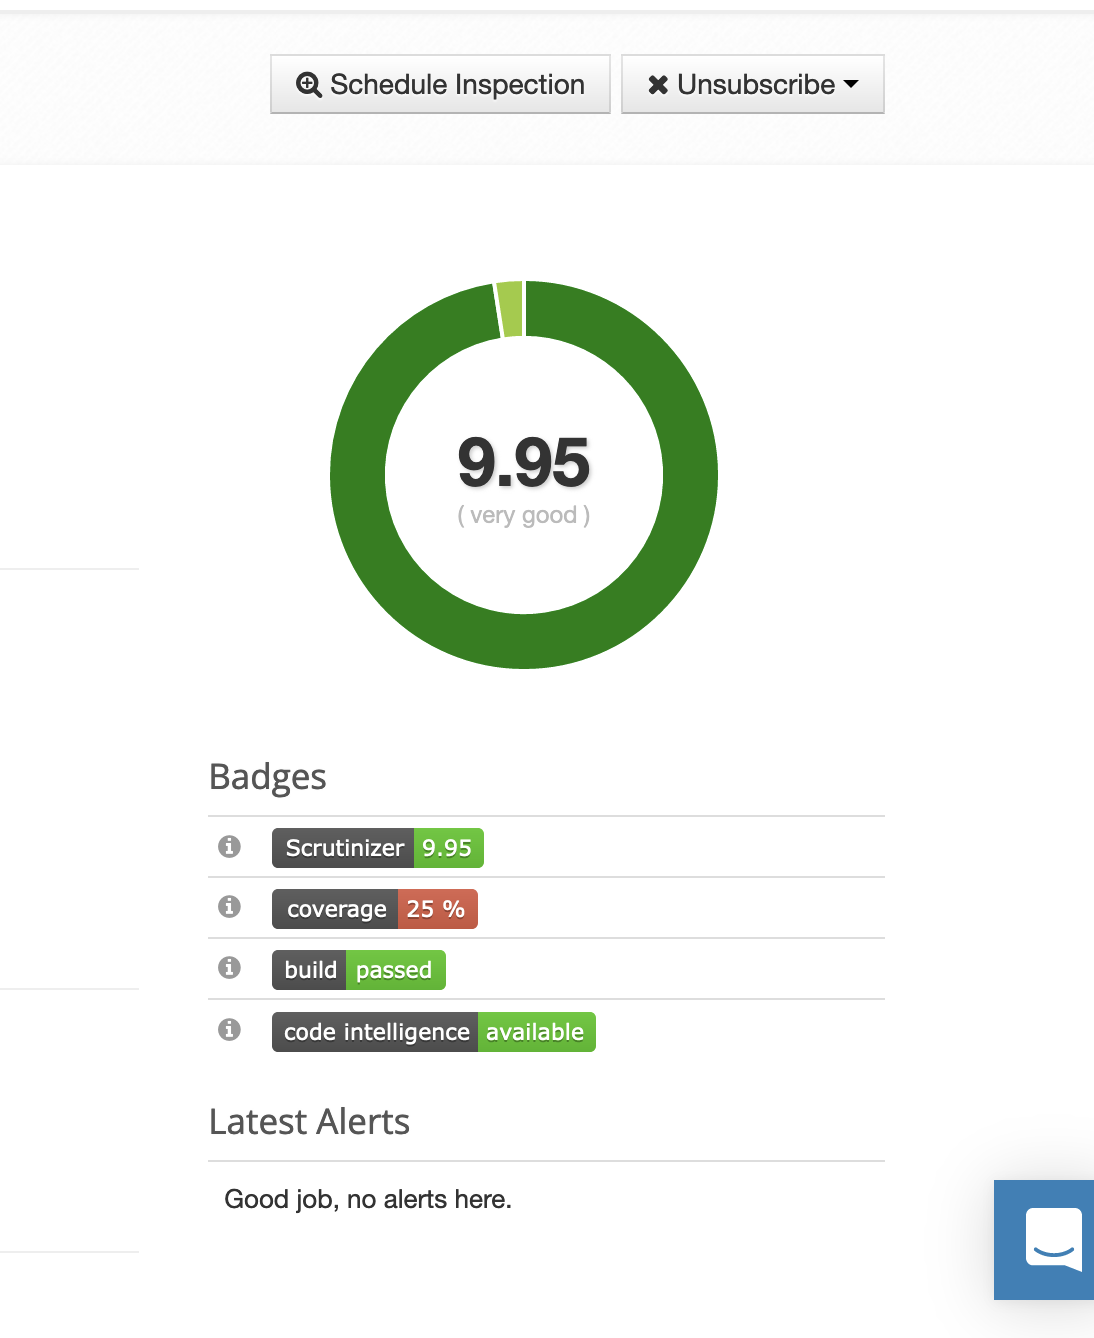 Schedule Inspection
Unsubscribe
9.95
( very good )
Badges
Scrutinizer 9.95
coverage 25 %
build passed
code intelligence available
Latest Alerts
Good job, no alerts here.